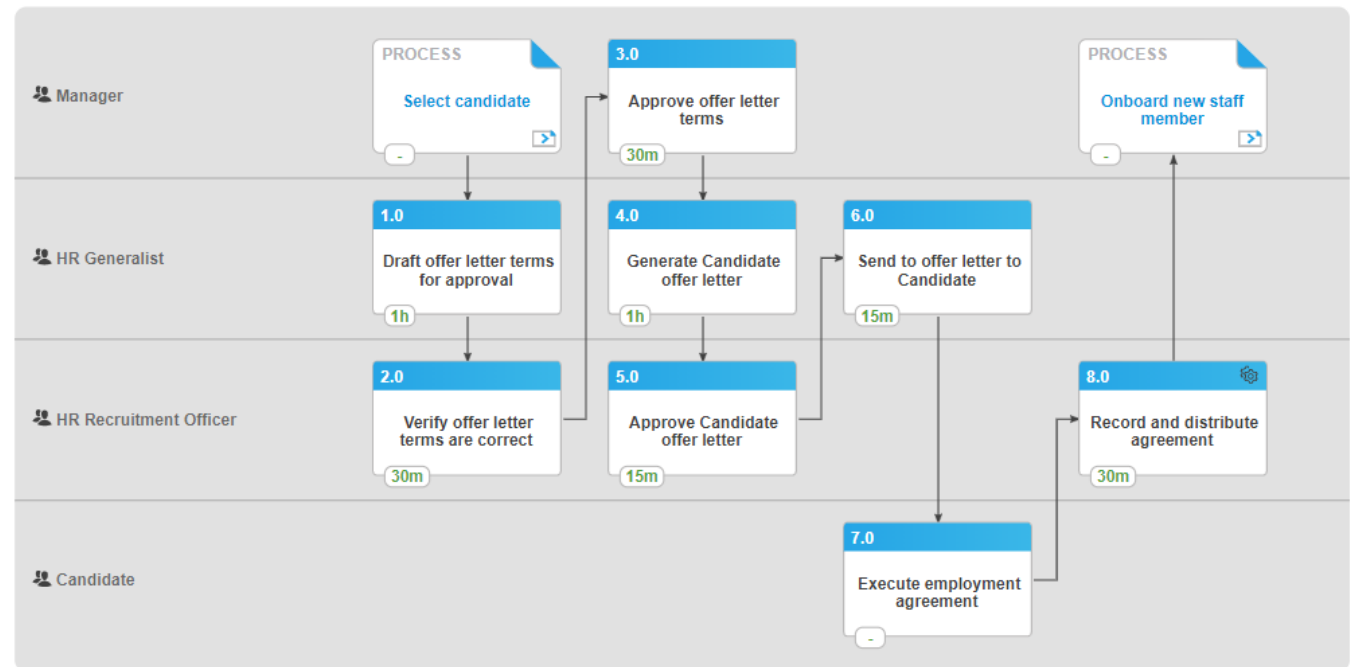 Manager
PROCESS
Select candidate
-
3.0
Approve offer letter
terms
30m
PROCESS
Onboard new staff
member
-
HR Generalist
1.0
Draft offer letter terms
for approval
1h
4.0
Generate Candidate
offer letter
1h
6.0
Send to offer letter to
Candidate
15m
HR Recruitment Officer
2.0
Verify offer letter
terms are correct
30m
5.0
Approve Candidate
offer letter
15m
8.0
Record and distribute
agreement
30m
Candidate
7.0
Execute employment
agreement
-